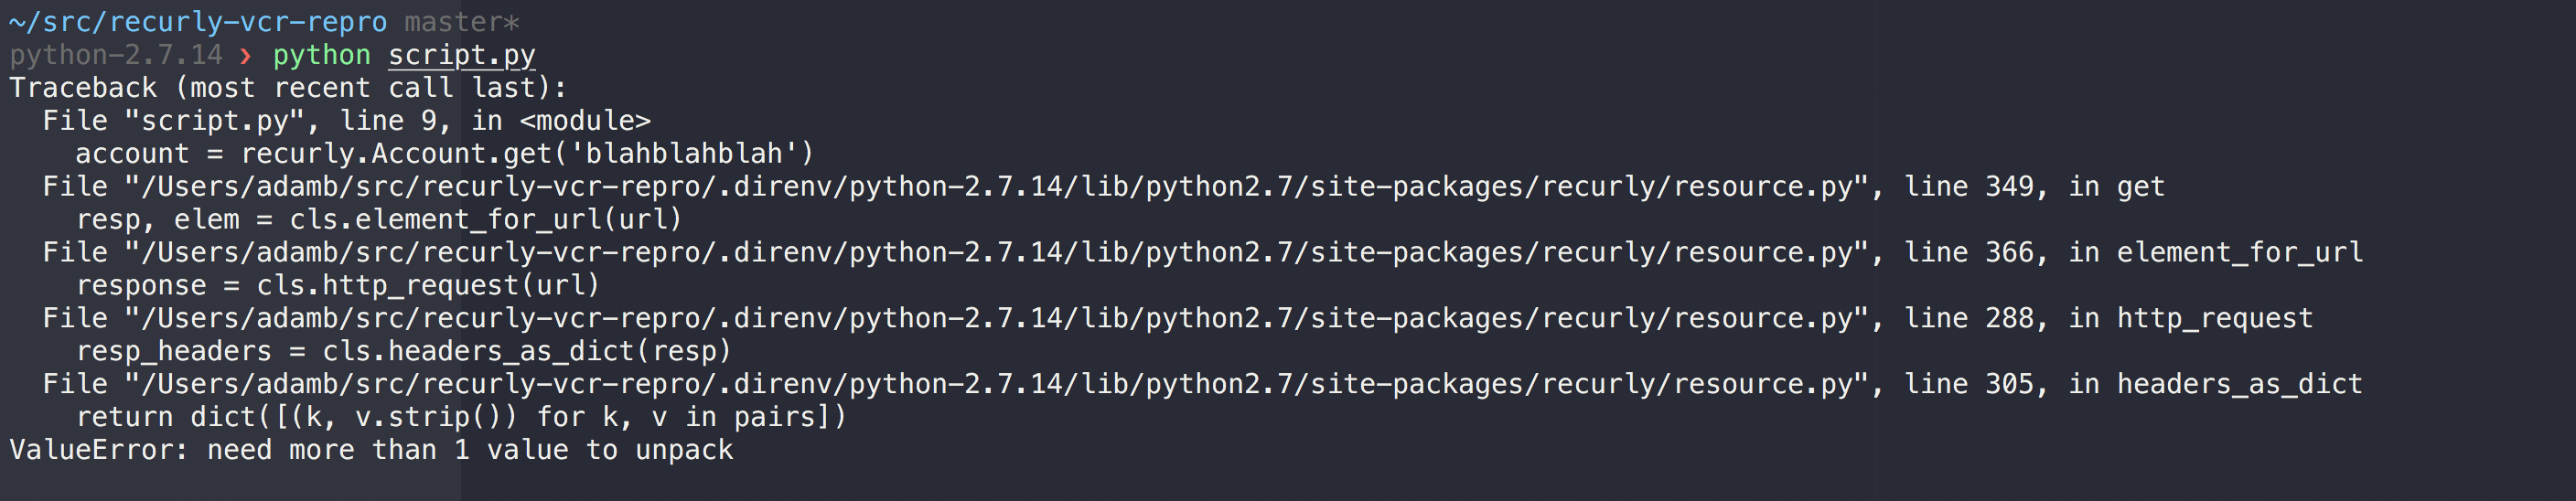 ~/src/recurly-vcr-repro master*
python-2.7.14 ❯ python script.py
Traceback (most recent call last):
  File "script.py", line 9, in <module>
    account = recurly.Account.get('blahblahblah')
  File "/Users/adamb/src/recurly-vcr-repro/.direnv/python-2.7.14/lib/python2.7/site-packages/recurly/resource.py", line 349, in get
    resp, elem = cls.element_for_url(url)
  File "/Users/adamb/src/recurly-vcr-repro/.direnv/python-2.7.14/lib/python2.7/site-packages/recurly/resource.py", line 366, in element_for_url
    response = cls.http_request(url)
  File "/Users/adamb/src/recurly-vcr-repro/.direnv/python-2.7.14/lib/python2.7/site-packages/recurly/resource.py", line 288, in http_request
    resp_headers = cls.headers_as_dict(resp)
  File "/Users/adamb/src/recurly-vcr-repro/.direnv/python-2.7.14/lib/python2.7/site-packages/recurly/resource.py", line 305, in headers_as_dict
    return dict([(k, v.strip()) for k, v in pairs])
ValueError: need more than 1 value to unpack